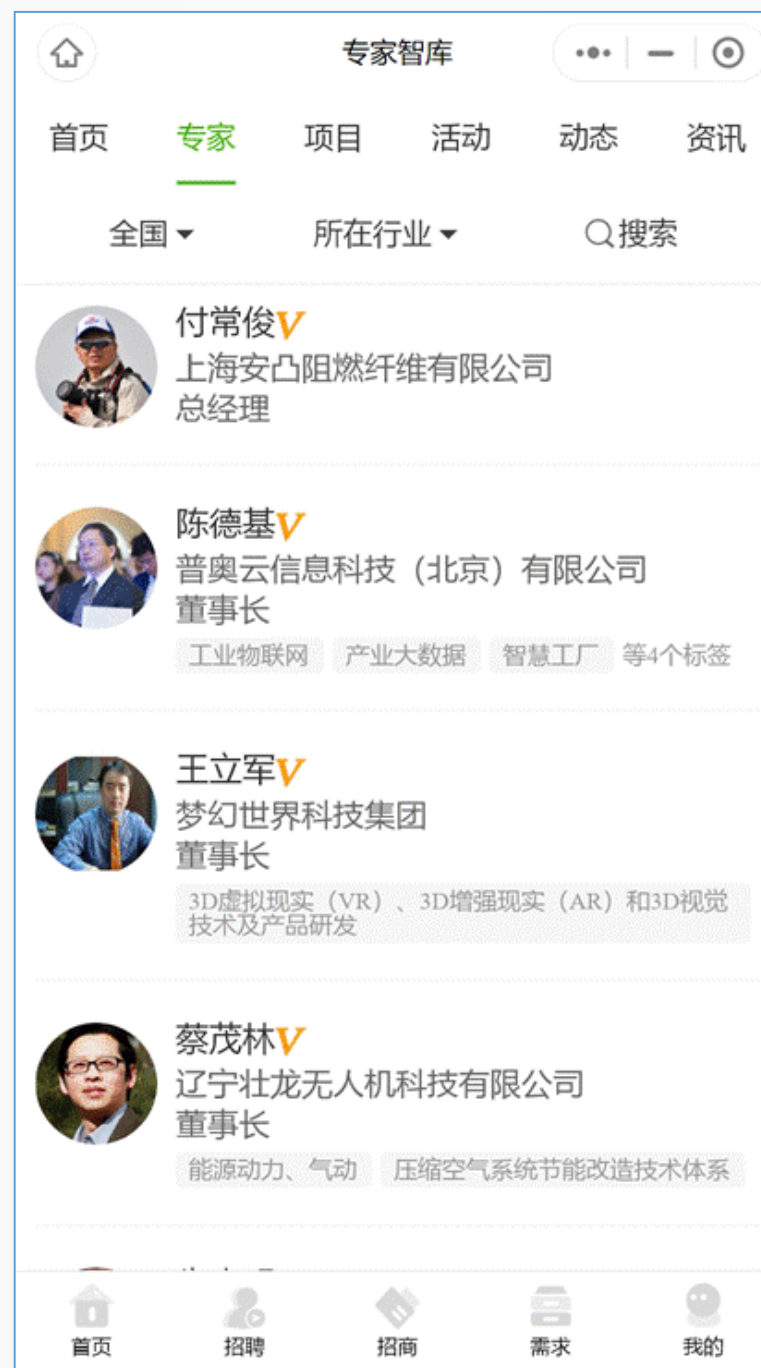 专家智库
首页 专家 项目 活动 动态 资讯
全国 所在行业 搜索
付常俊V
上海安凸阻燃纤维有限公司
总经理
陈德基V
普奥云信息科技（北京）有限公司
董事长
工业物联网 产业大数据 智慧工厂 等4个标签
王立军V
梦幻世界科技集团
董事长
3D虚拟现实（VR）、3D增强现实（AR）和3D视觉
技术及产品研发
蔡茂林V
辽宁壮龙无人机科技有限公司
董事长
能源动力、气动 压缩空气系统节能改造技术体系
首页 招聘 招商 需求 我的